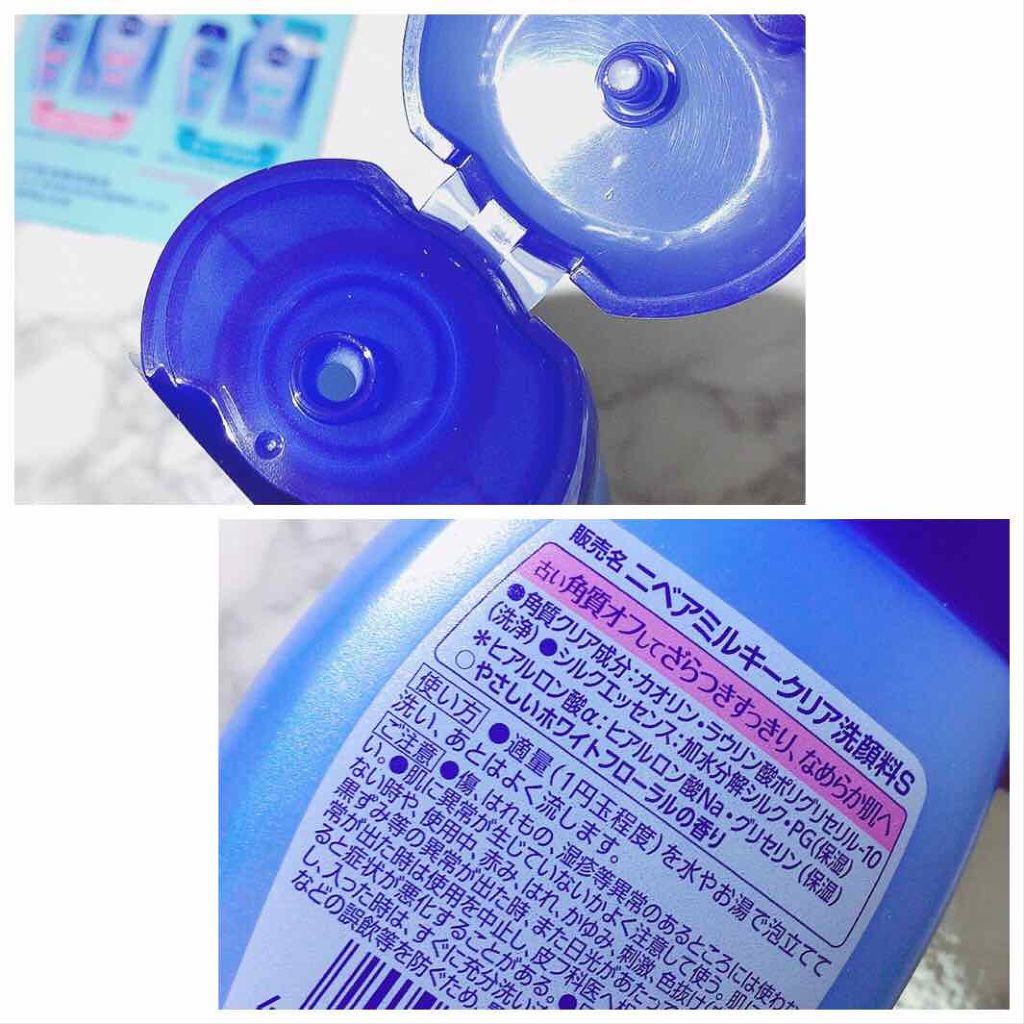 販売名 ニベアミルキークリア洗顔料S
古い角質オフしてざらつきすっきり、なめらか肌へ
●角質クリア成分：カオリン・ラウリン酸ポリグリセリル-10
(洗浄) ●シルクエッセンス：加水分解シルク・PG(保湿)
＊ヒアルロン酸α：ヒアルロン酸Na・グリセリン(保湿)
○やさしいホワイトフローラルの香り
使い方 ●適量(1円玉程度)を水やお湯で泡立てて
洗い、あとはよく流します。
ご注意 ●傷、はれもの、湿疹等異常のあるところには使わな
い。●肌に異常が生じていないかよく注意して使う。肌に
ない時や、使用中、赤み、はれ、かゆみ、刺激、色抜け(
黒ずみ等の異常が出た時、また日光があたって
常が出た時は使用を中止し、皮フ科医へ
ると症状が悪化することがある。●
し、入った時は、すぐに充分洗い
などの誤飲等を防ぐため、